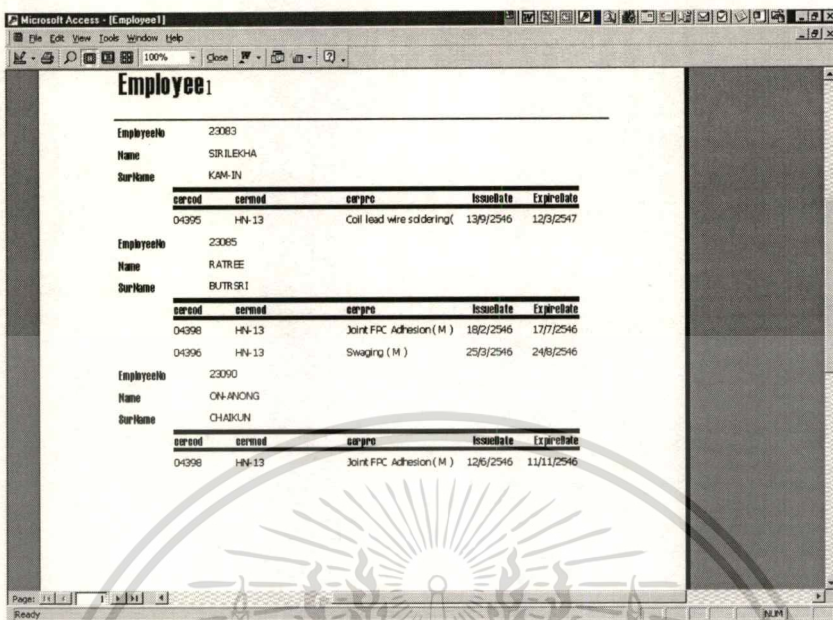 Microsoft Access - [Employee1]
File Edit View Tools Window Help
100% Close
Employee1
EmployeeNo 23083
Name SIRILEKHA
SurName KAM-IN
cercod cermod cerprc IssueDate ExpireDate
04395 HN-13 Coil lead wire soldering( 13/9/2546 12/3/2547
EmployeeNo 23085
Name RATREE
SurName BUTRSRI
cercod cermod cerprc IssueDate ExpireDate
04398 HN-13 Joint FPC Adhesion ( M ) 18/2/2546 17/7/2546
04396 HN-13 Swaging ( M ) 25/3/2546 24/8/2546
EmployeeNo 23090
Name ON-ANONG
SurName CHAIKUN
cercod cermod cerprc IssueDate ExpireDate
04398 HN-13 Joint FPC Adhesion ( M ) 12/6/2546 11/11/2546
Page: 1
Ready NUM